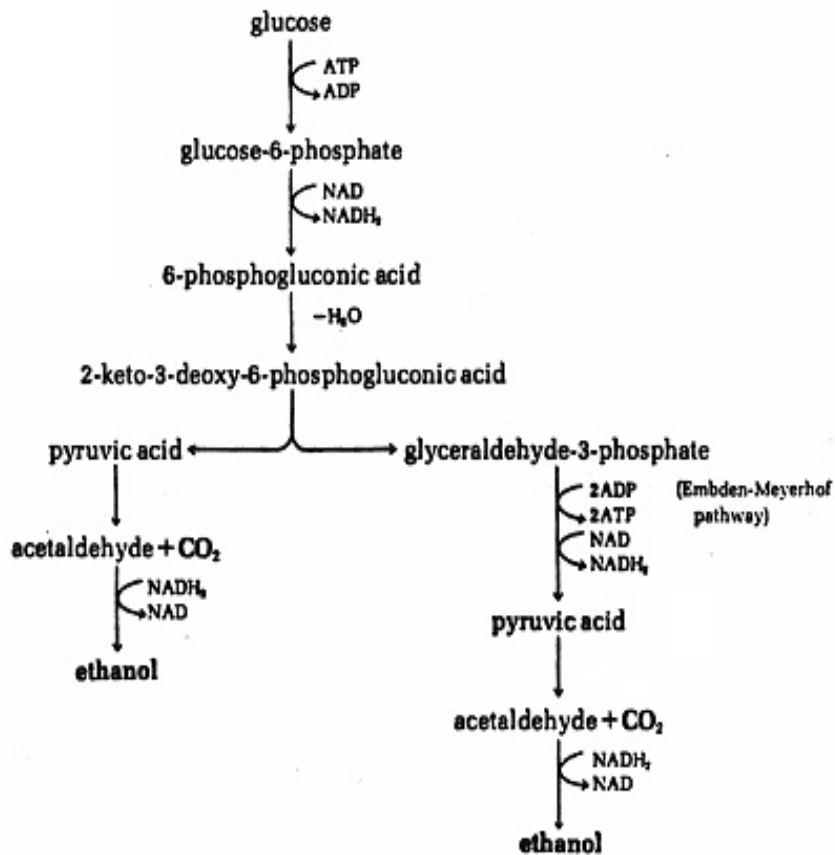 glucose
ATP
ADP
glucose-6-phosphate
NAD
NADH₂
6-phosphogluconic acid
−H₂O
2-keto-3-deoxy-6-phosphogluconic acid
pyruvic acid
glyceraldehyde-3-phosphate
2ADP (Embden-Meyerhof
2ATP pathway)
NAD
NADH₂
acetaldehyde+CO₂
NADH₂
NAD
ethanol
pyruvic acid
acetaldehyde+CO₂
NADH₂
NAD
ethanol